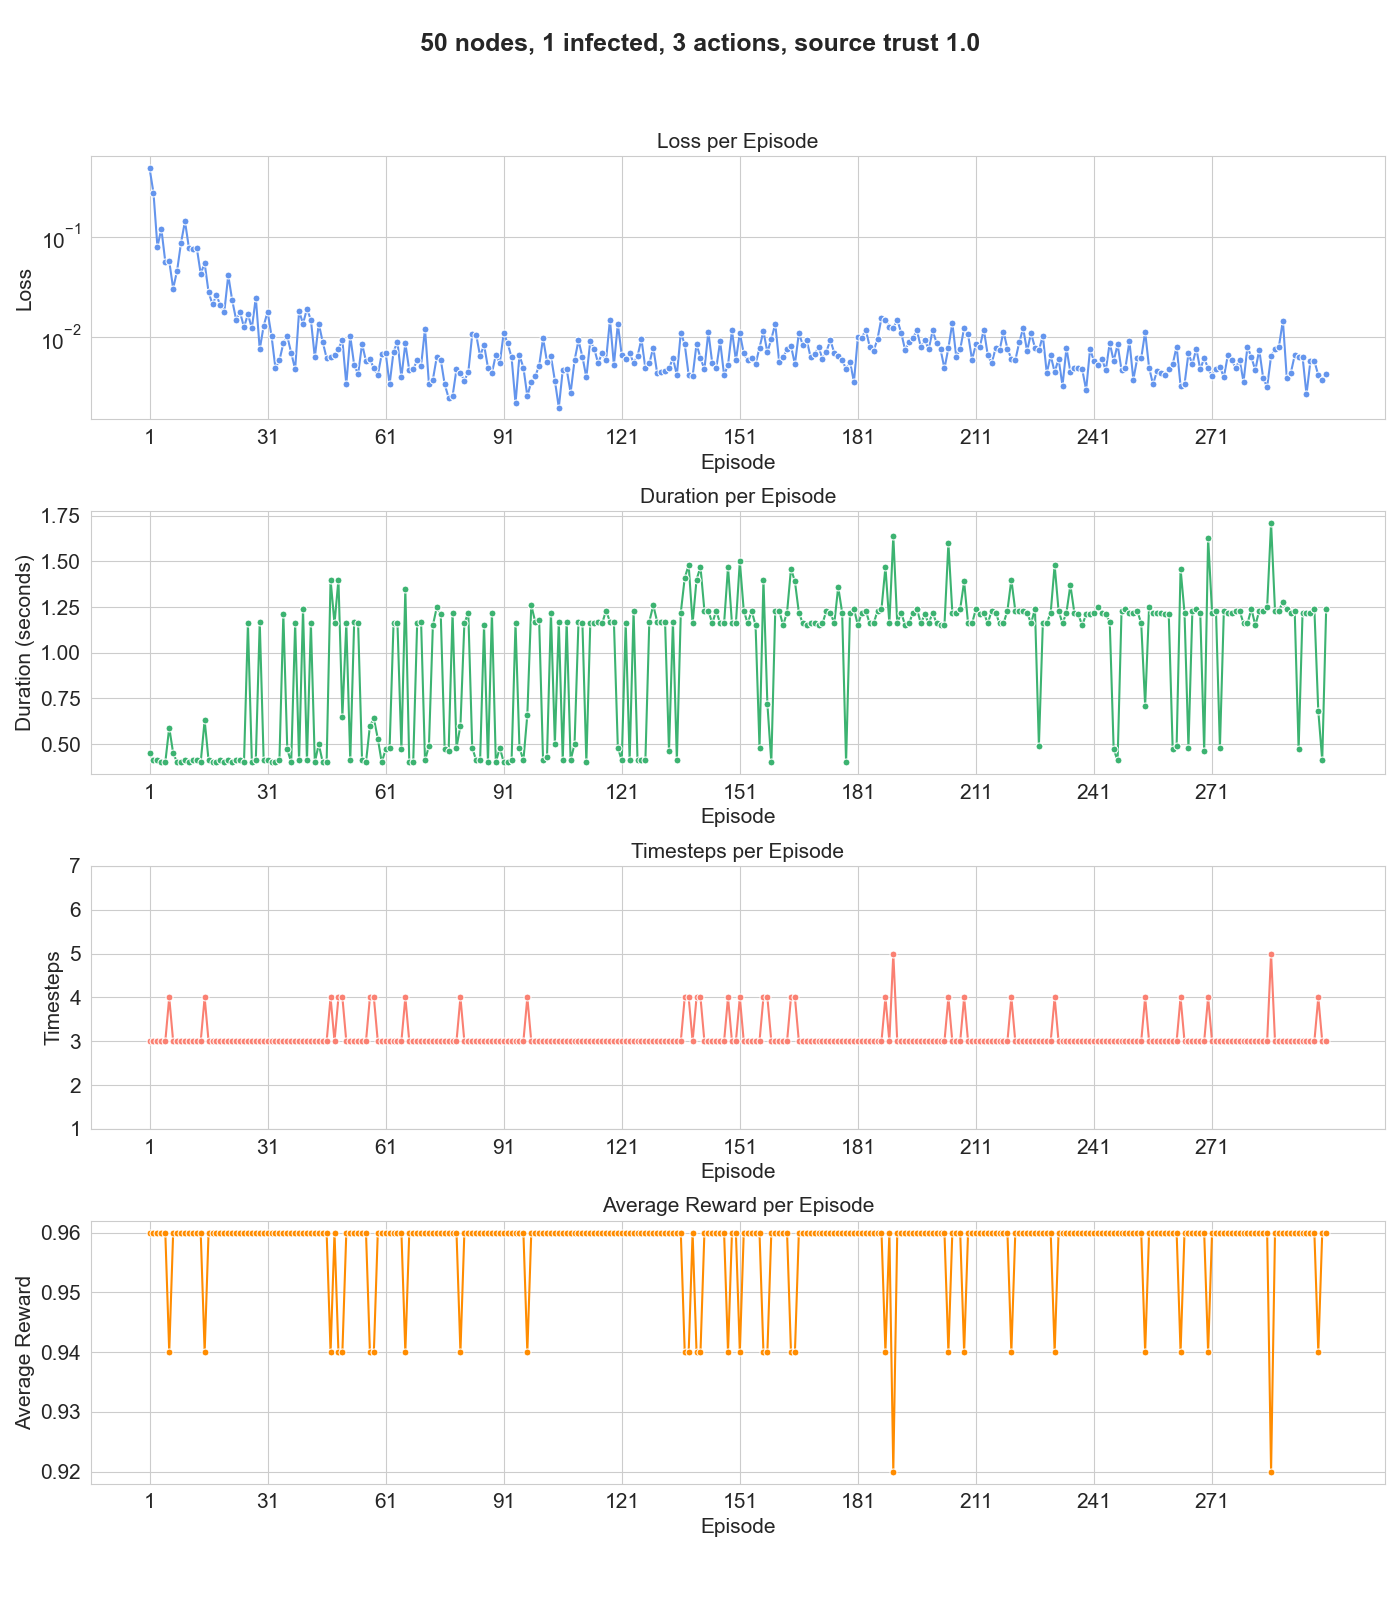 50 nodes, 1 infected, 3 actions, source trust 1.0
Loss per Episode
Loss
10⁻¹
10⁻²
1 31 61 91 121 151 181 211 241 271
Episode
Duration per Episode
Duration (seconds)
1.75
1.50
1.25
1.00
0.75
0.50
1 31 61 91 121 151 181 211 241 271
Episode
Timesteps per Episode
Timesteps
7
6
5
4
3
2
1
1 31 61 91 121 151 181 211 241 271
Episode
Average Reward per Episode
Average Reward
0.96
0.95
0.94
0.93
0.92
1 31 61 91 121 151 181 211 241 271
Episode